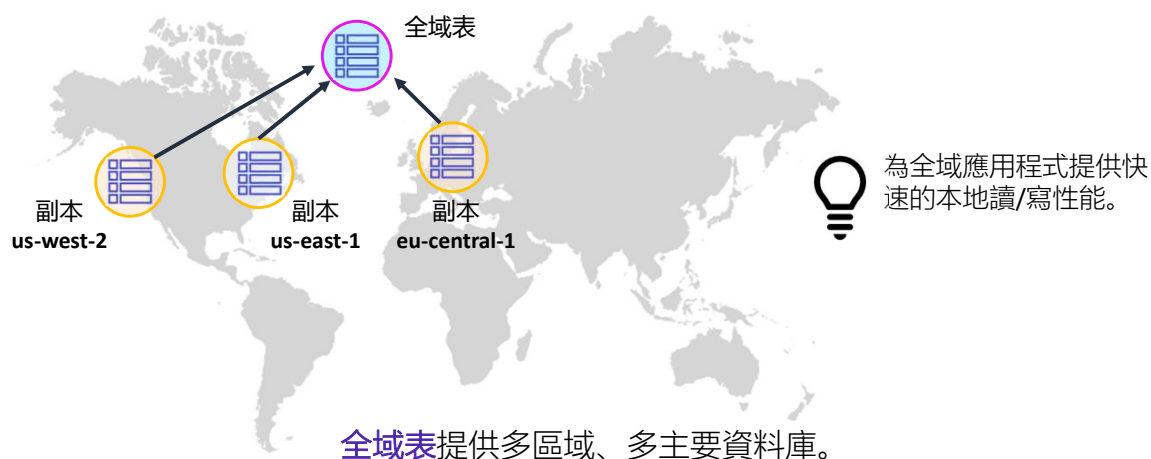 全域表
副本
us-west-2
副本
us-east-1
副本
eu-central-1
為全域應用程式提供快
速的本地讀/寫性能。
全域表提供多區域、多主要資料庫。